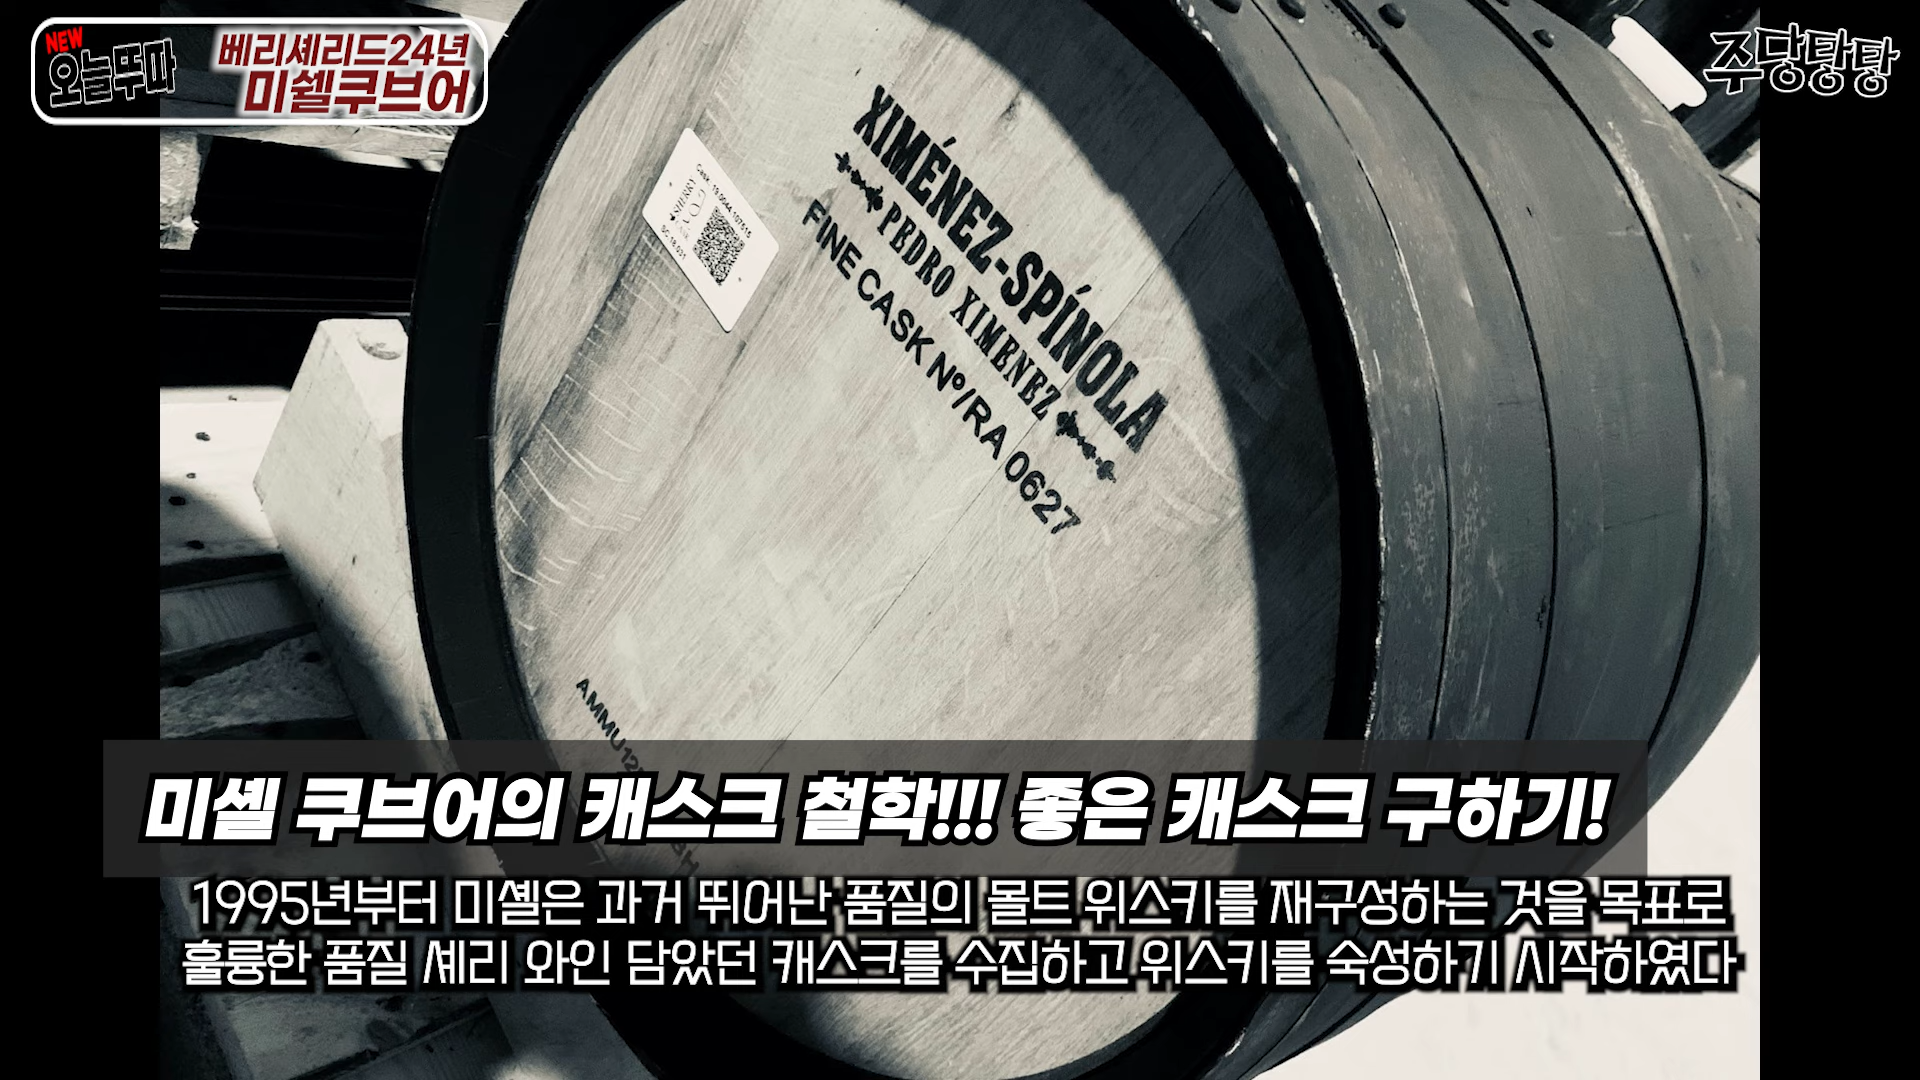 NEW
오늘뚜따
베리셰리드24년
미쉘쿠브어
주당탕탕
XIMÉNEZ-SPÍNOLA
PEDRO XIMENEZ
FINE CASK Nº/RA 0627
SHERRY
미셸 쿠브어의 캐스크 철학!!! 좋은 캐스크 구하기!
1995년부터 미셸은 과거 뛰어난 품질의 몰트 위스키를 재구성하는 것을 목표로
훌륭한 품질 셰리 와인 담았던 캐스크를 수집하고 위스키를 숙성하기 시작하였다